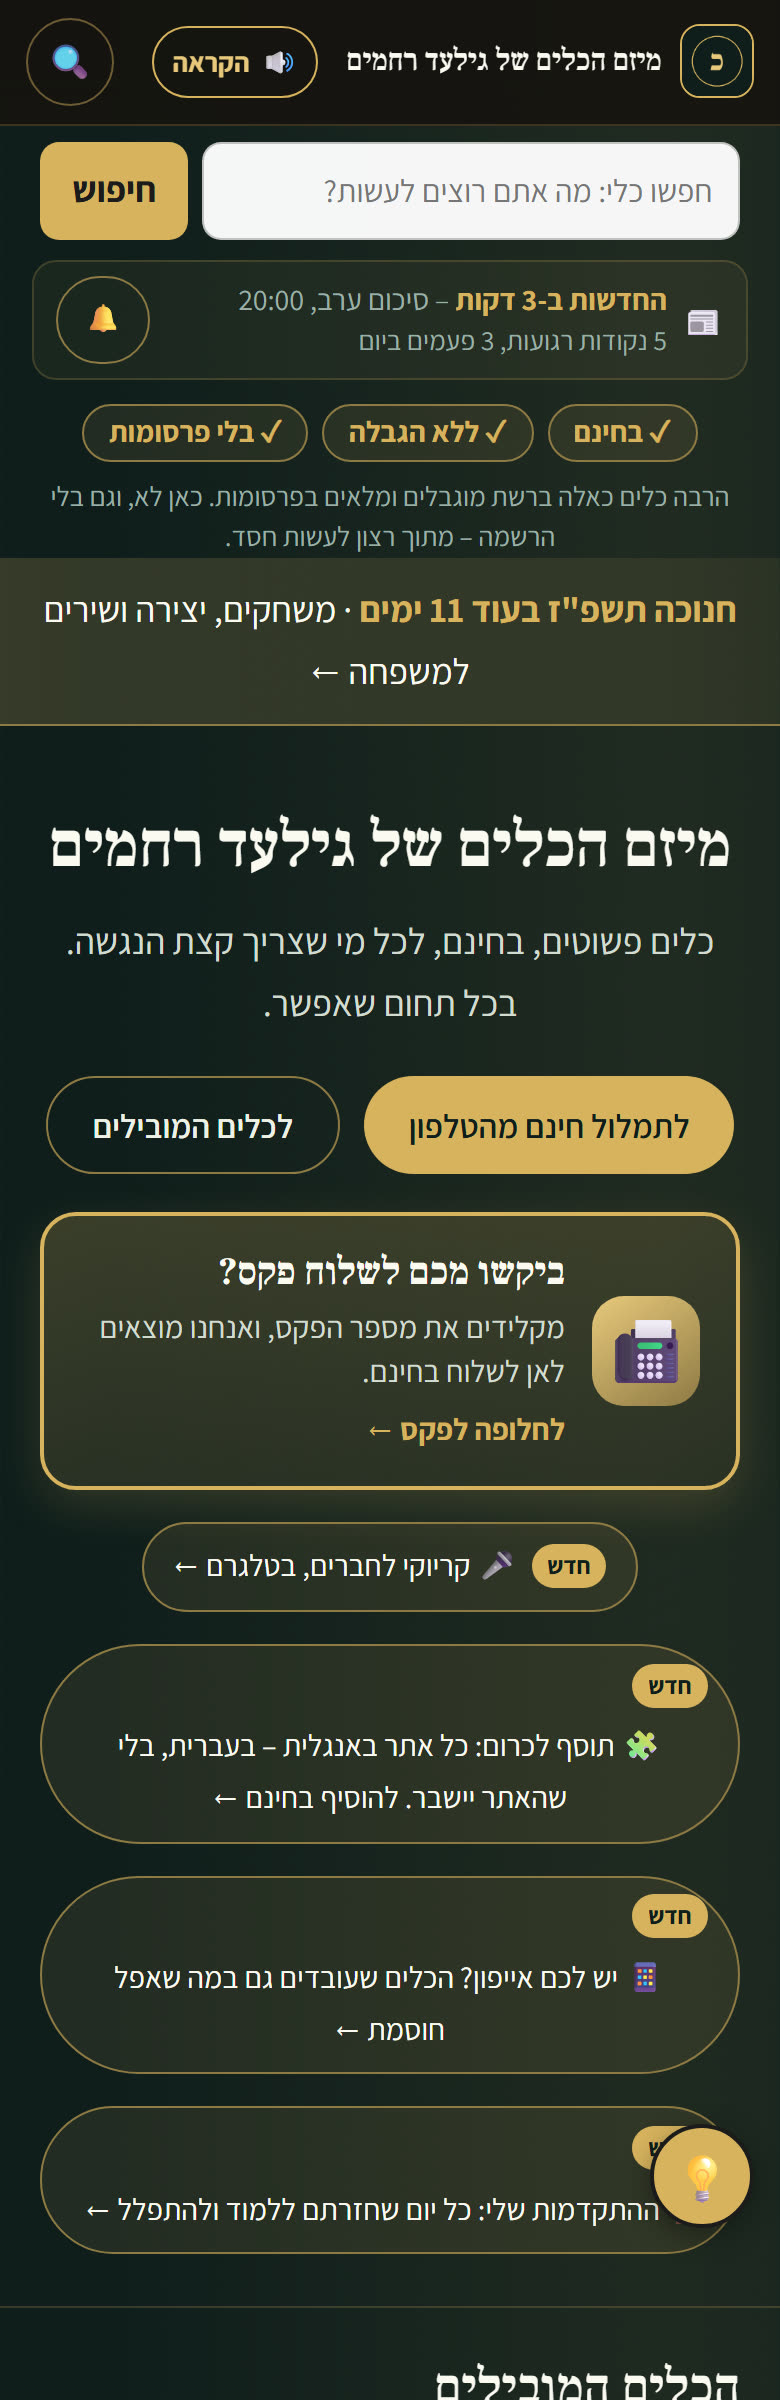 כ
מיזם הכלים של גילעד רחמים
הקראה
חפשו כלי: מה אתם רוצים לעשות?
חיפוש
החדשות ב-3 דקות – סיכום ערב, 20:00
5 נקודות רגועות, 3 פעמים ביום
✓ בחינם
✓ ללא הגבלה
✓ בלי פרסומות
הרבה כלים כאלה ברשת מוגבלים ומלאים בפרסומות. כאן לא, וגם בלי
הרשמה – מתוך רצון לעשות חסד.
חנוכה תשפ"ז בעוד 11 ימים · משחקים, יצירה ושירים
למשפחה ←
מיזם הכלים של גילעד רחמים
כלים פשוטים, בחינם, לכל מי שצריך קצת הנגשה.
בכל תחום שאפשר.
לתמלול חינם מהטלפון
לכלים המובילים
ביקשו מכם לשלוח פקס?
מקלידים את מספר הפקס, ואנחנו מוצאים
לאן לשלוח בחינם.
לחלופה לפקס ←
חדש
קריוקי לחברים, בטלגרם ←
חדש
תוסף לכרום: כל אתר באנגלית – בעברית, בלי
שהאתר יישבר. להוסיף בחינם ←
חדש
יש לכם אייפון? הכלים שעובדים גם במה שאפל
חוסמת ←
ההתקדמות שלי: כל יום שחזרתם ללמוד ולהתפלל ←
הכלים המובילים